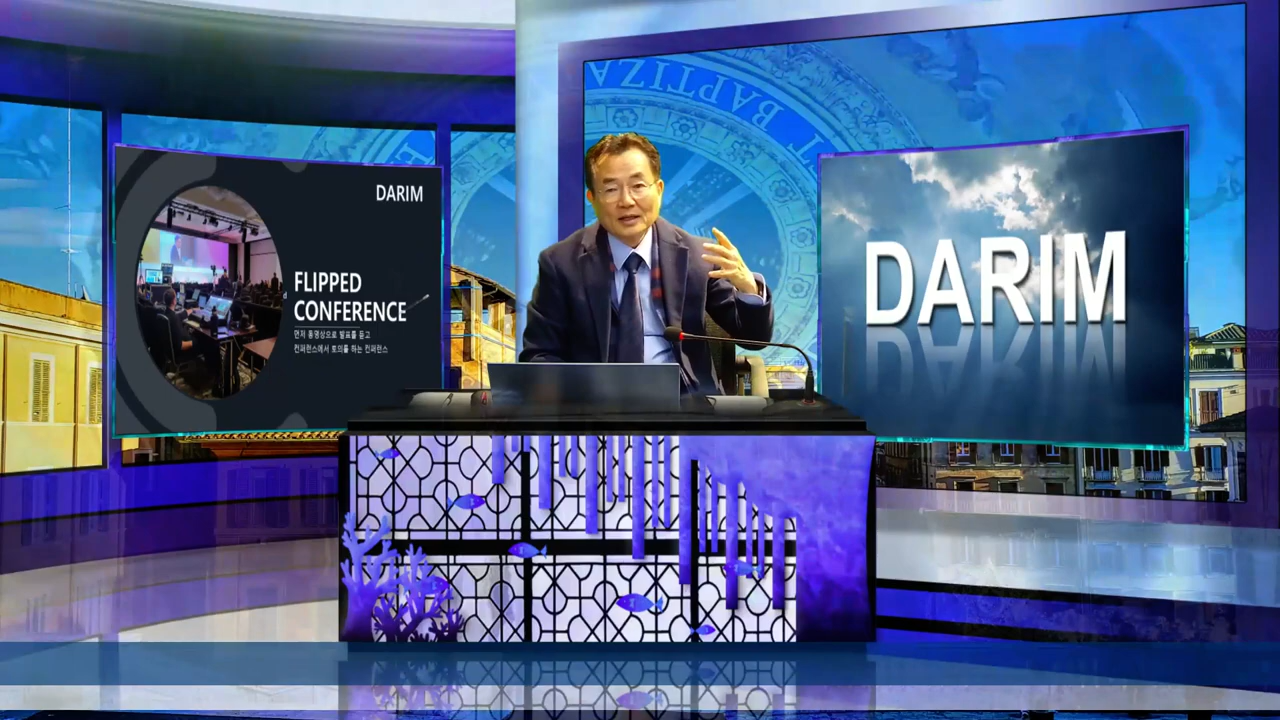 DARIM
FLIPPED
CONFERENCE
먼저 동영상으로 발표를 듣고
컨퍼런스에서 토의를 하는 컨퍼런스
BAPTIZA
DARIM